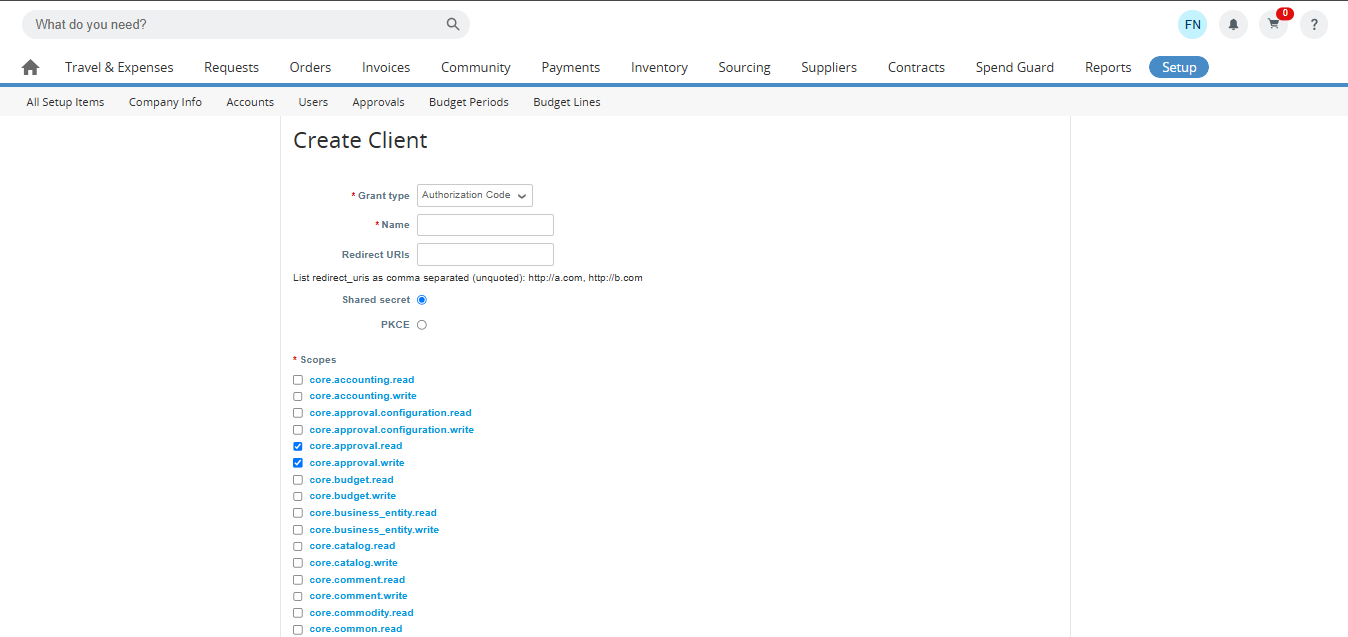 What do you need?
FN
0
?
Travel & Expenses Requests Orders Invoices Community Payments Inventory Sourcing Suppliers Contracts Spend Guard Reports Setup
All Setup Items Company Info Accounts Users Approvals Budget Periods Budget Lines
Create Client
* Grant type Authorization Code
* Name
Redirect URIs
List redirect_uris as comma separated (unquoted): http://a.com, http://b.com
Shared secret
PKCE
* Scopes
core.accounting.read
core.accounting.write
core.approval.configuration.read
core.approval.configuration.write
core.approval.read
core.approval.write
core.budget.read
core.budget.write
core.business_entity.read
core.business_entity.write
core.catalog.read
core.catalog.write
core.comment.read
core.comment.write
core.commodity.read
core.common.read